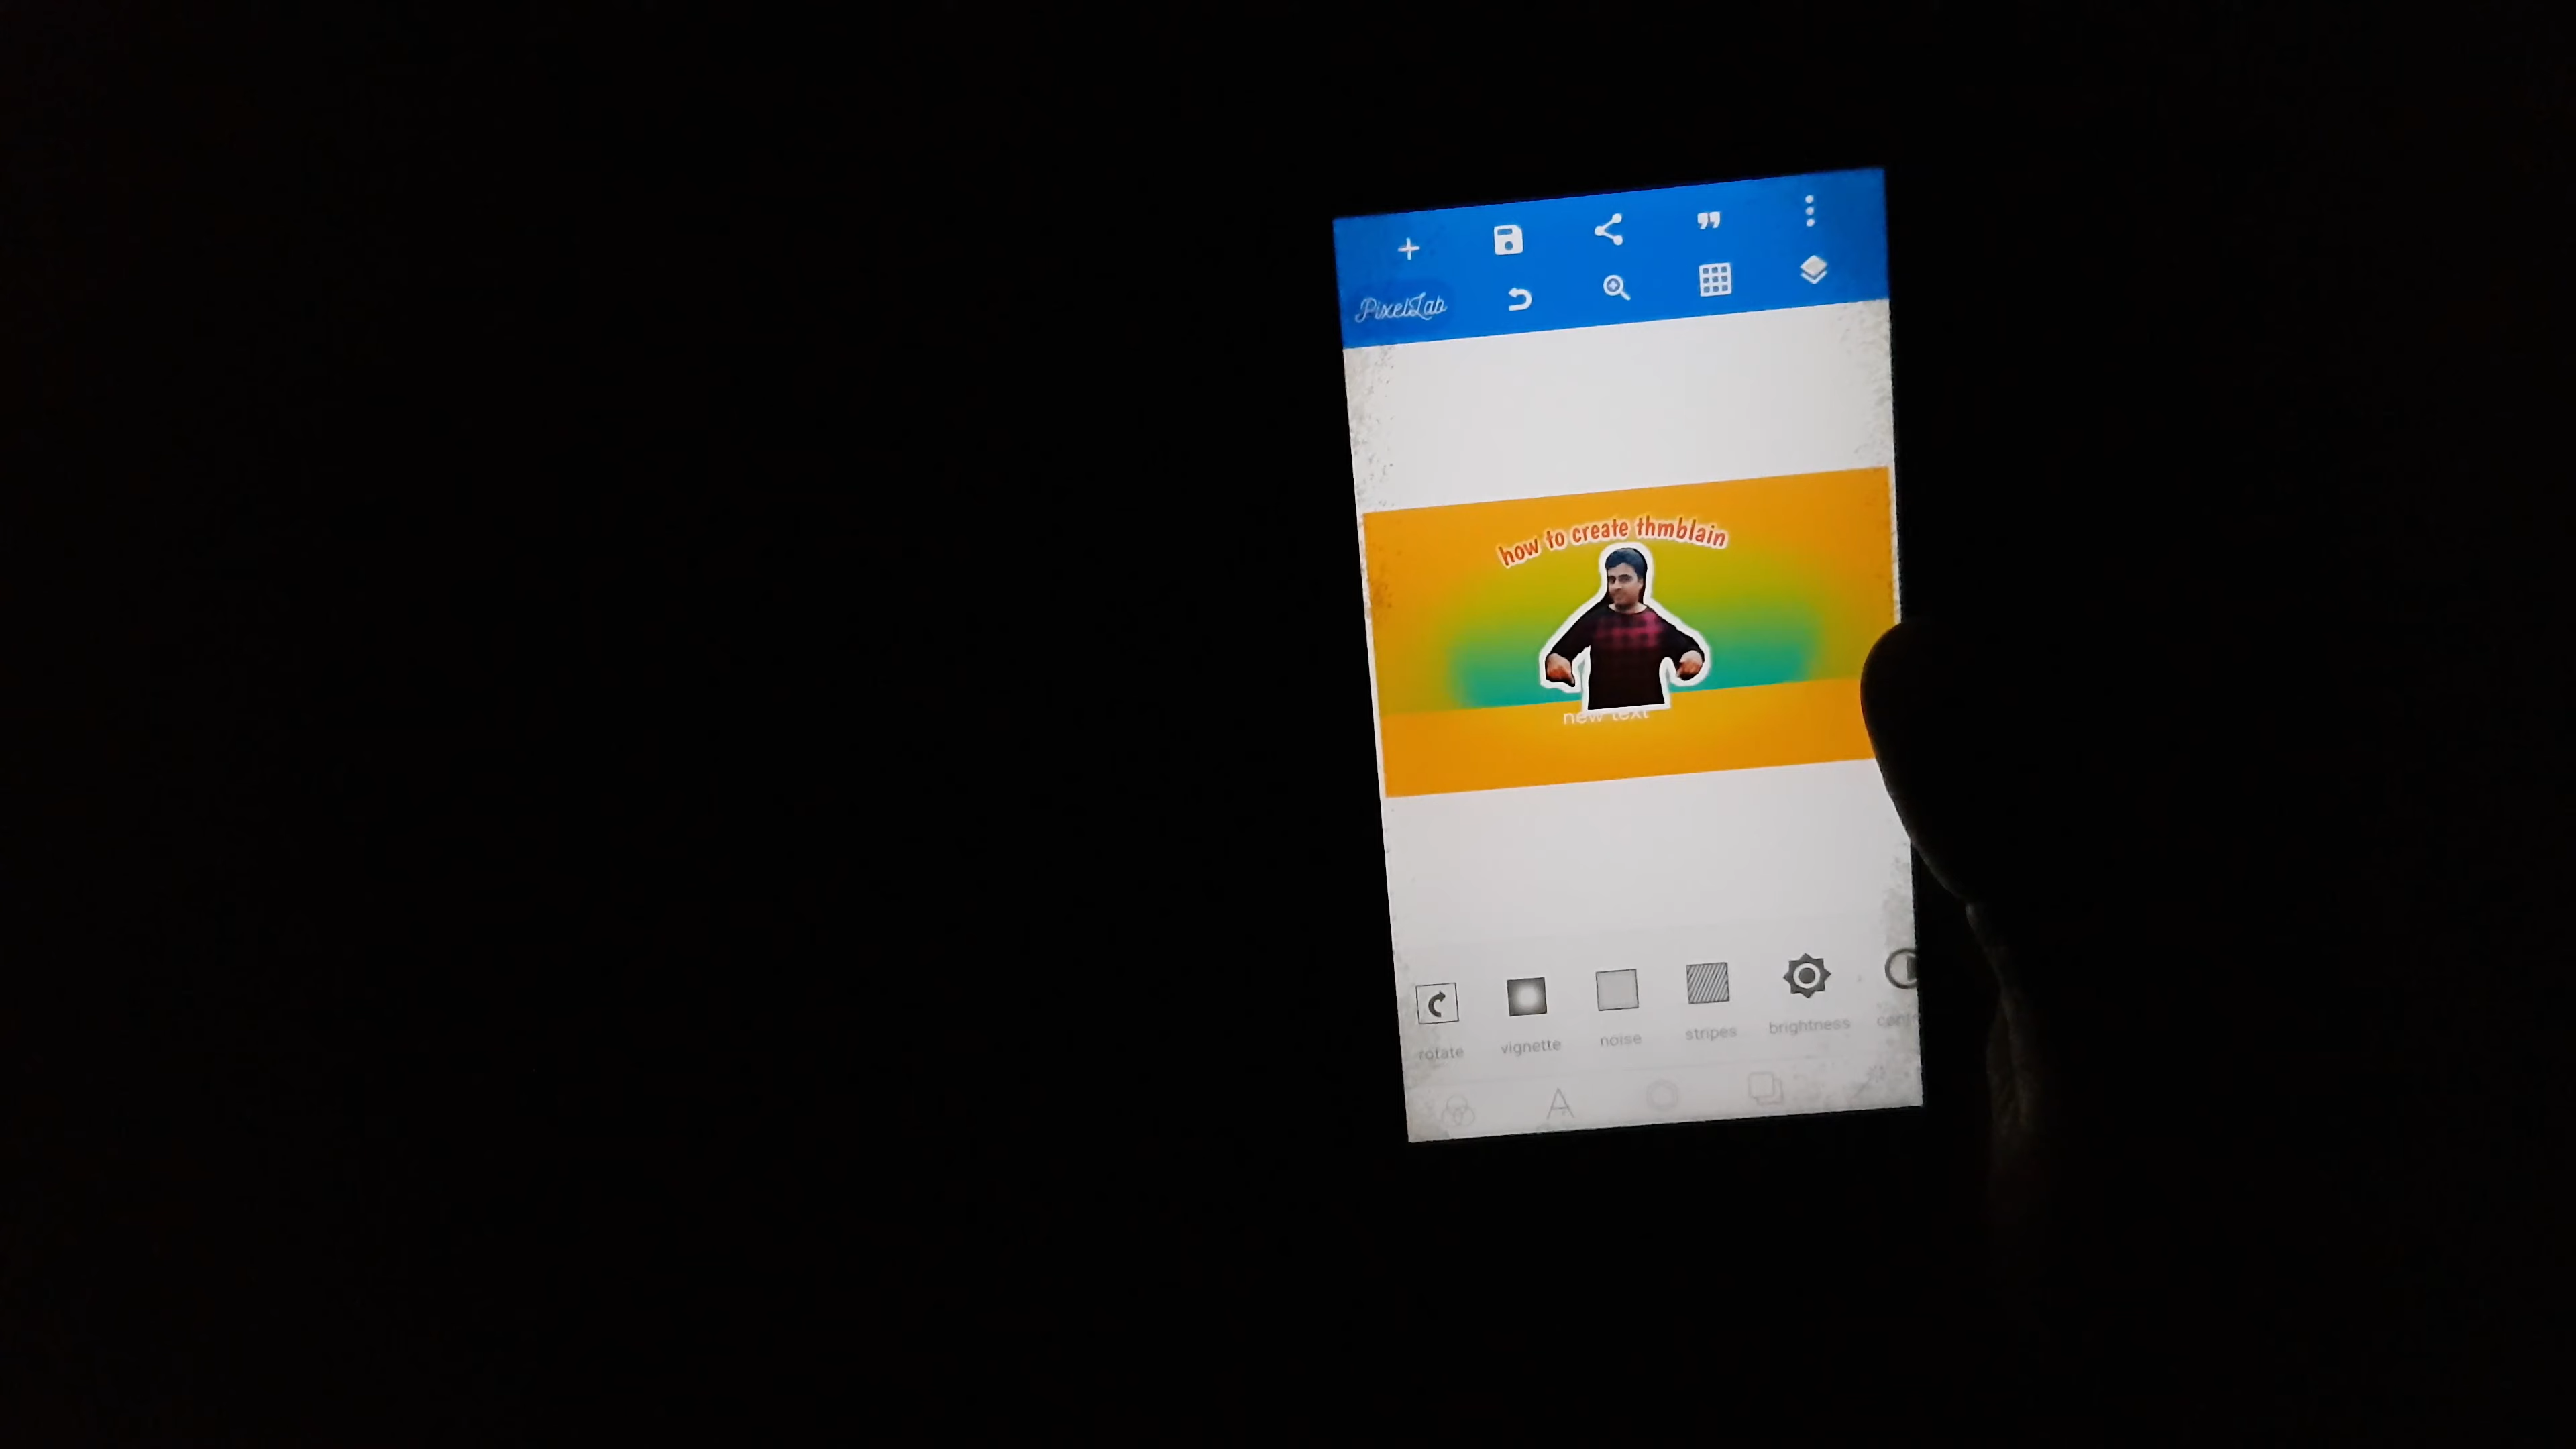 PixelLab
how to create thmblain
new text
rotate
vignette
noise
stripes
brightness